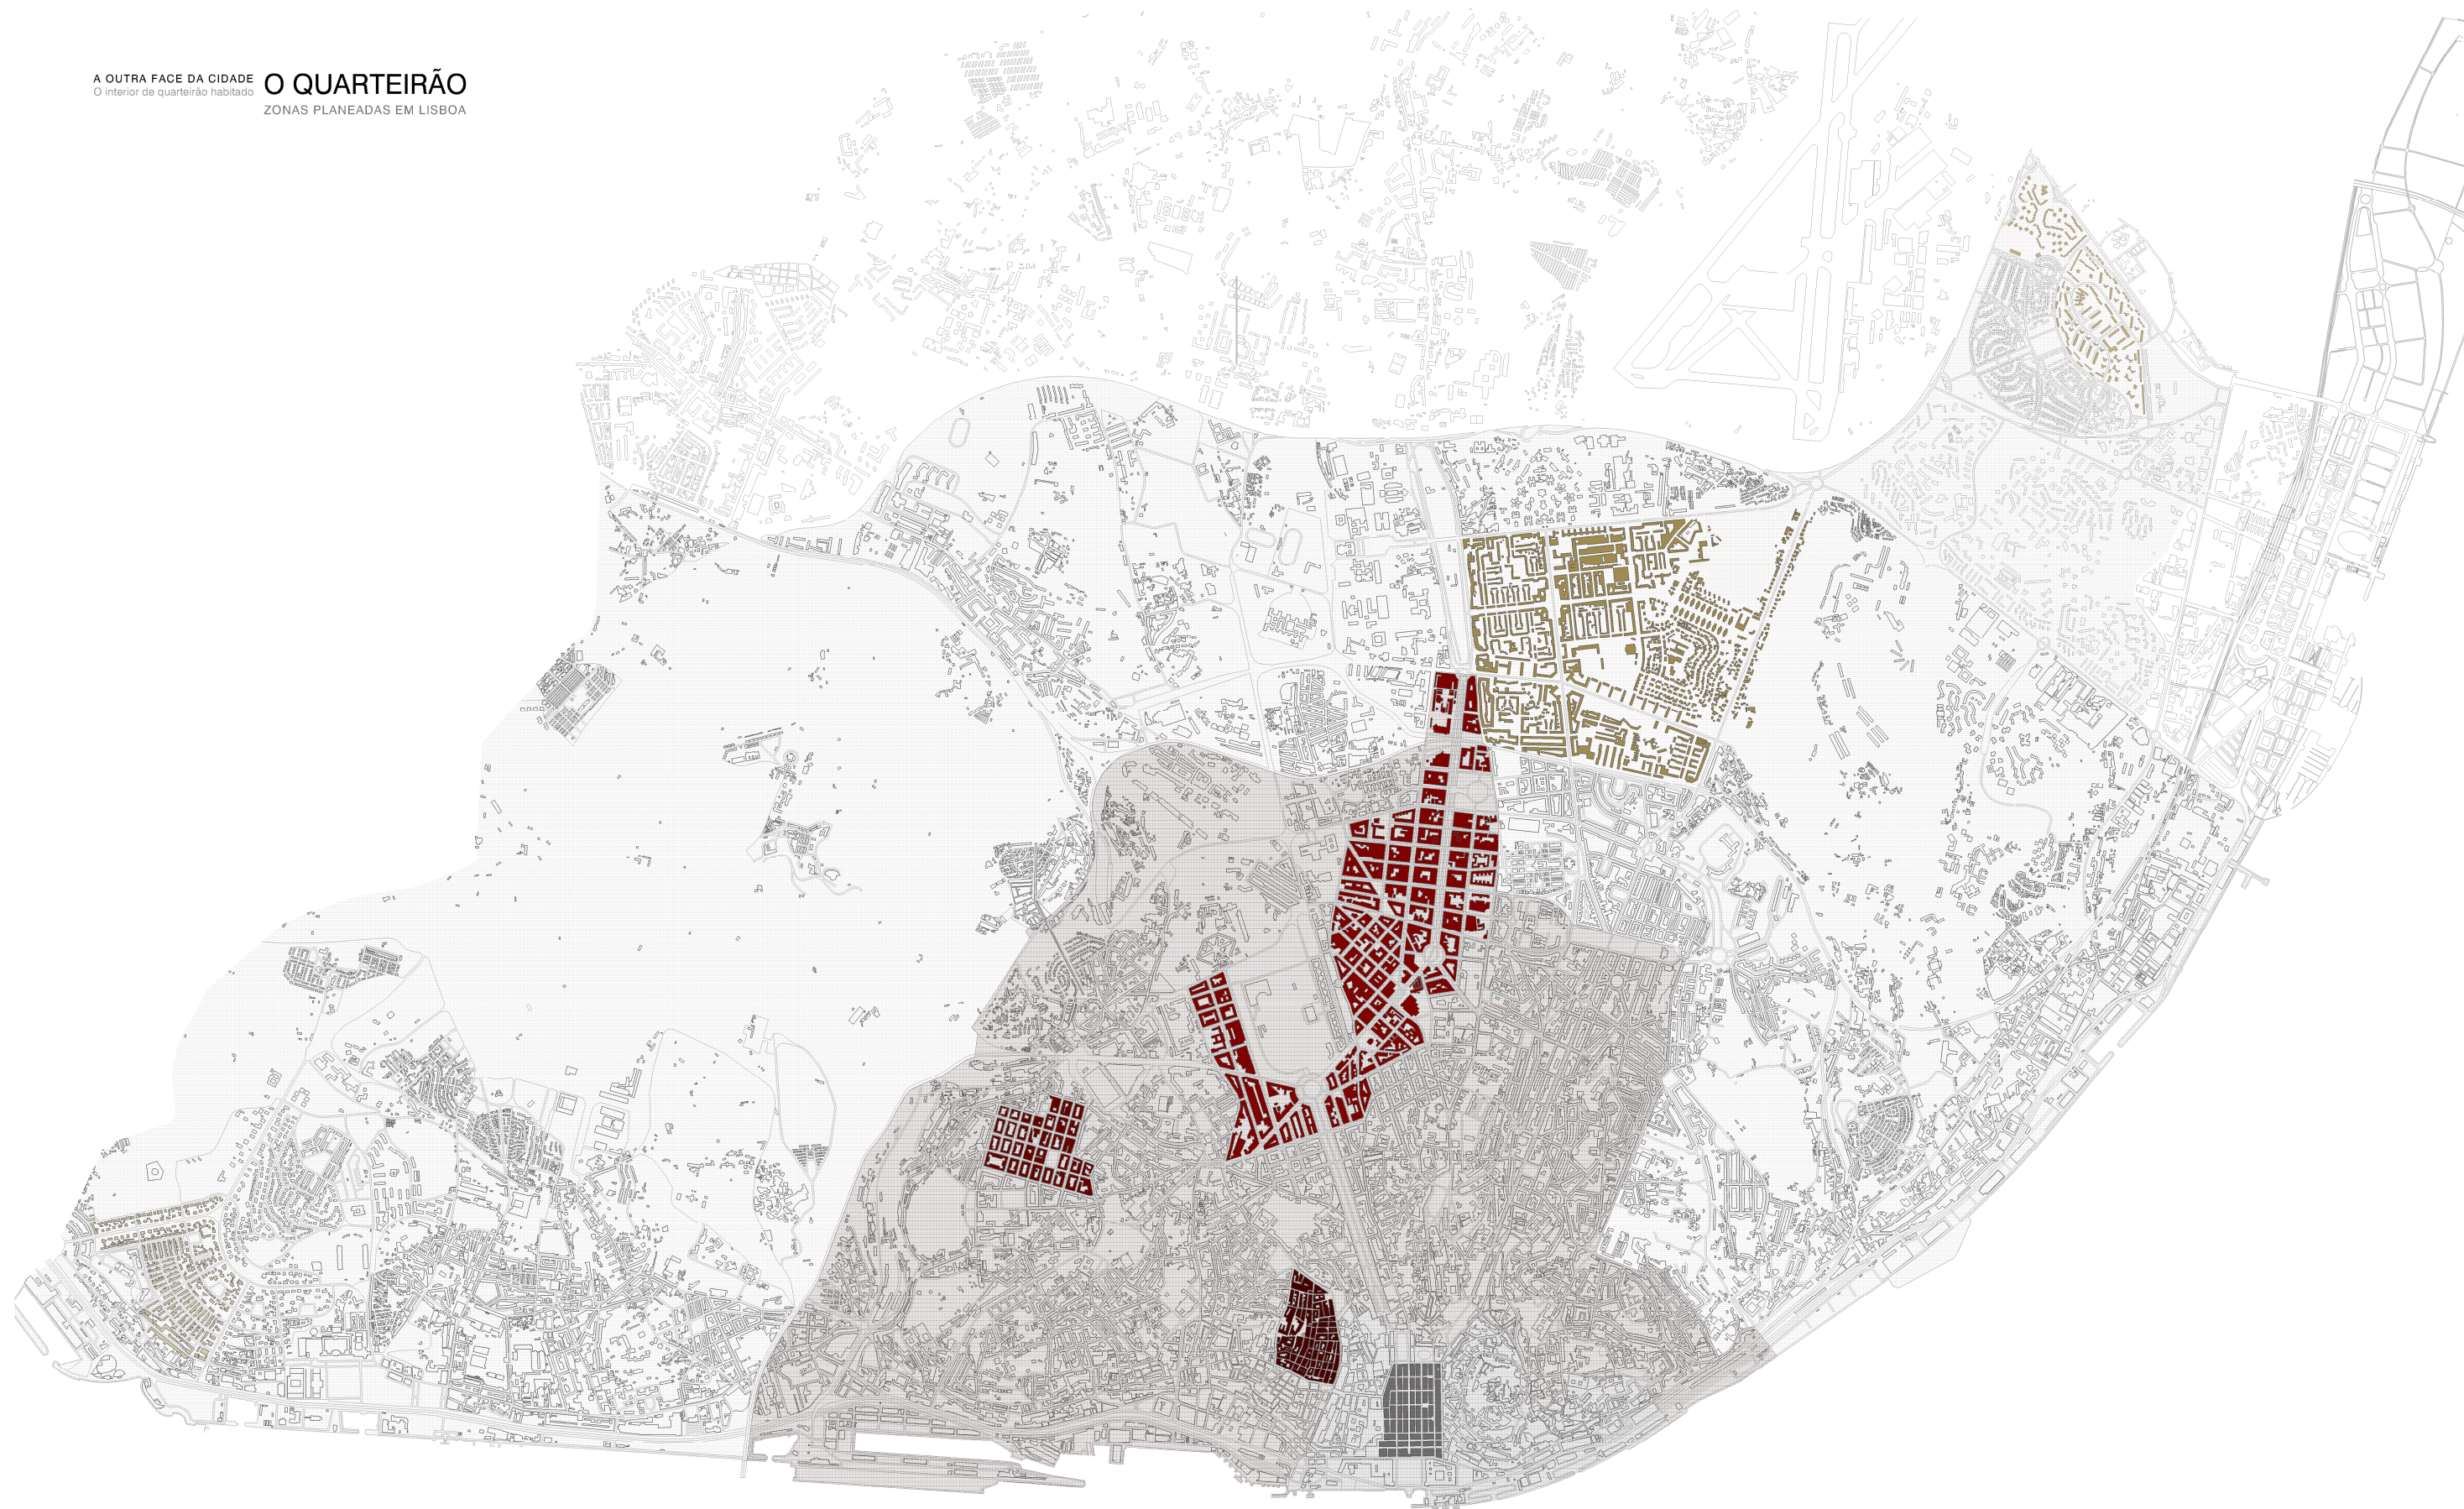 A OUTRA FACE DA CIDADE
O interior de quarteirão habitado
O QUARTEIRÃO
ZONAS PLANEADAS EM LISBOA